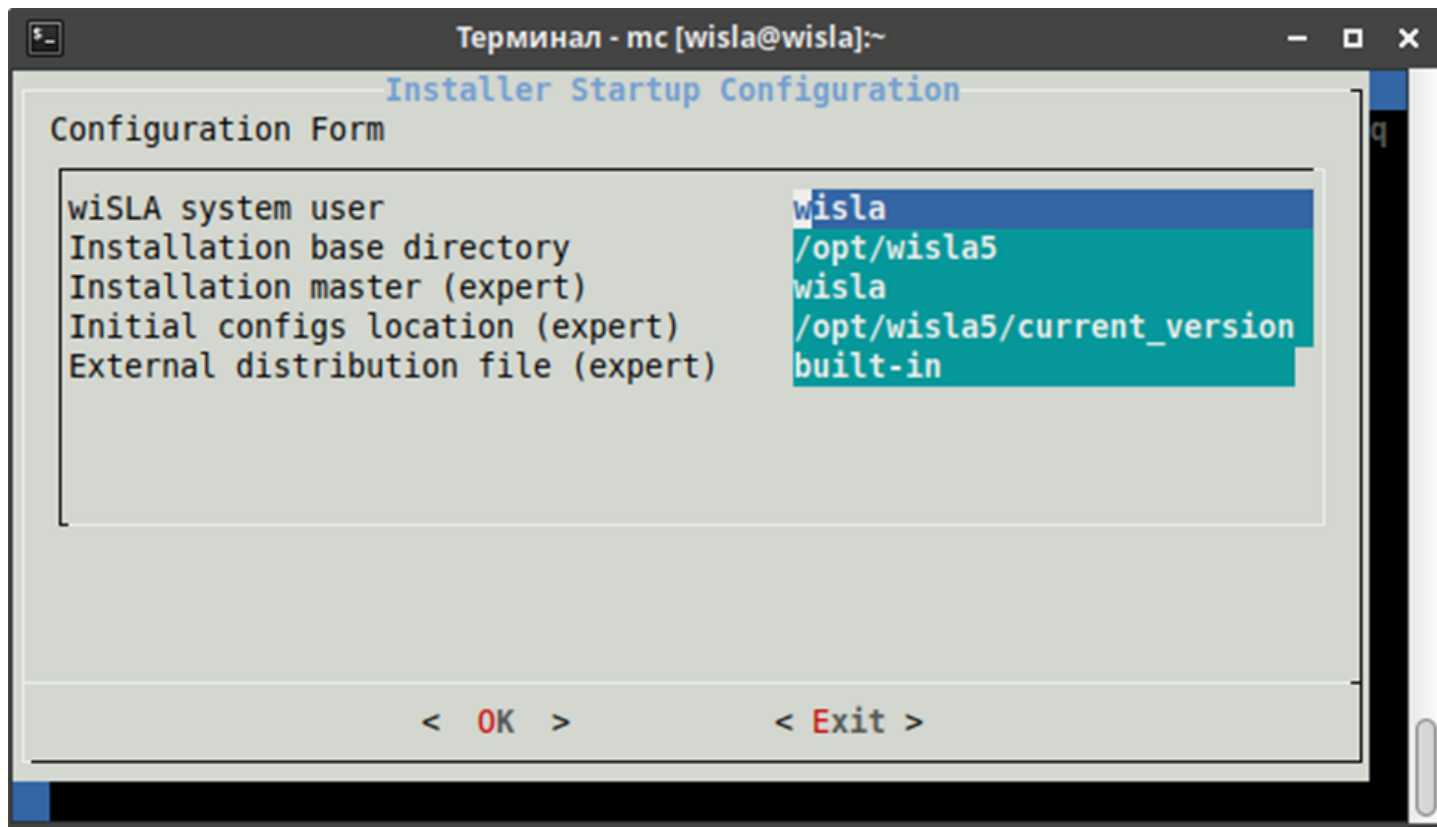 Терминал - mc [wisla@wisla]:~
Installer Startup Configuration
Configuration Form
q
wiSLA system user wisla
Installation base directory /opt/wisla5
Installation master (expert) wisla
Initial configs location (expert) /opt/wisla5/current_version
External distribution file (expert) built-in
< OK > < Exit >